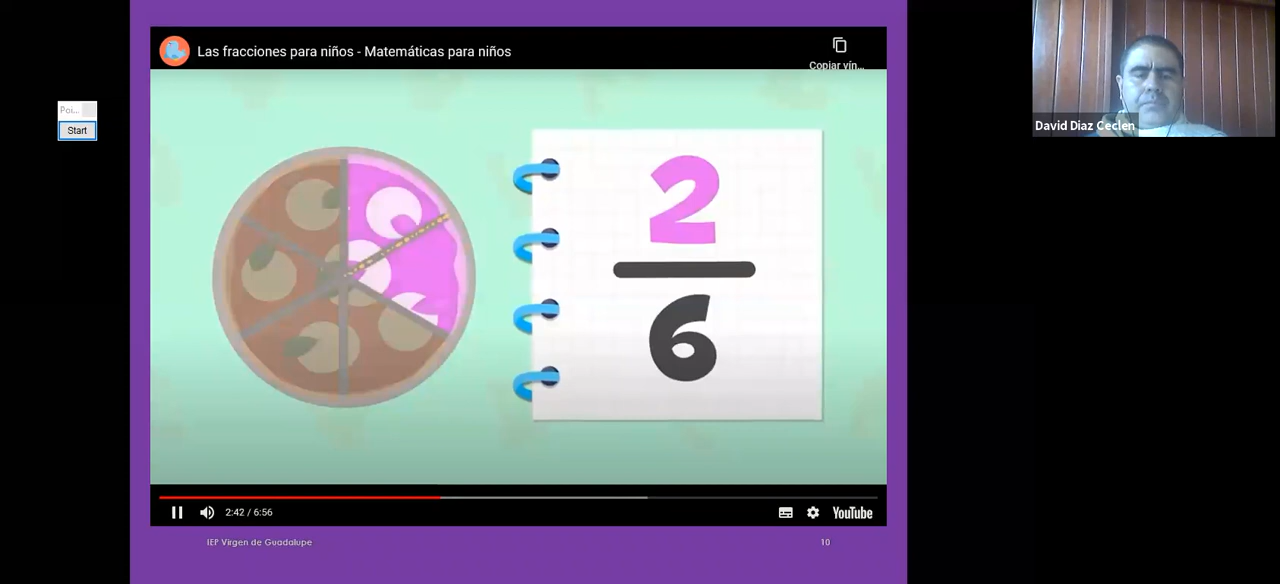 Las fracciones para niños - Matemáticas para niños
Copiar vín...
Poi...
Start
David Diaz Ceclen
2
6
2:42 / 6:56
YouTube
IEP Virgen de Guadalupe
10